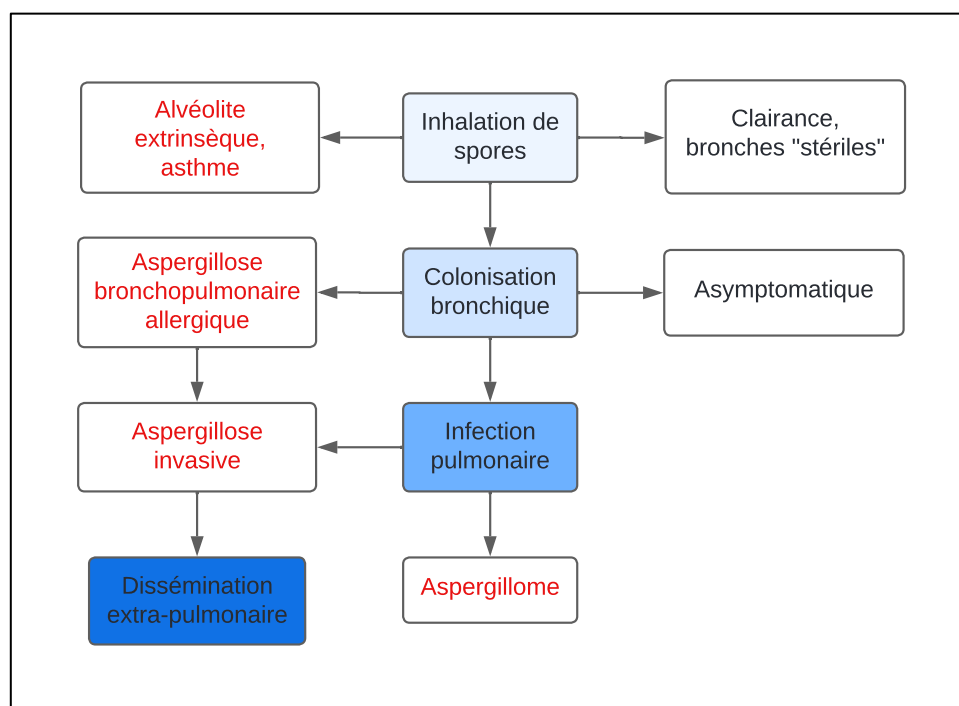 Alvéolite
extrinsèque,
asthme
Inhalation de
spores
Clairance,
bronches "stériles"
Aspergillose
bronchopulmonaire
allergique
Colonisation
bronchique
Asymptomatique
Aspergillose
invasive
Infection
pulmonaire
Dissémination
extra-pulmonaire
Aspergillome